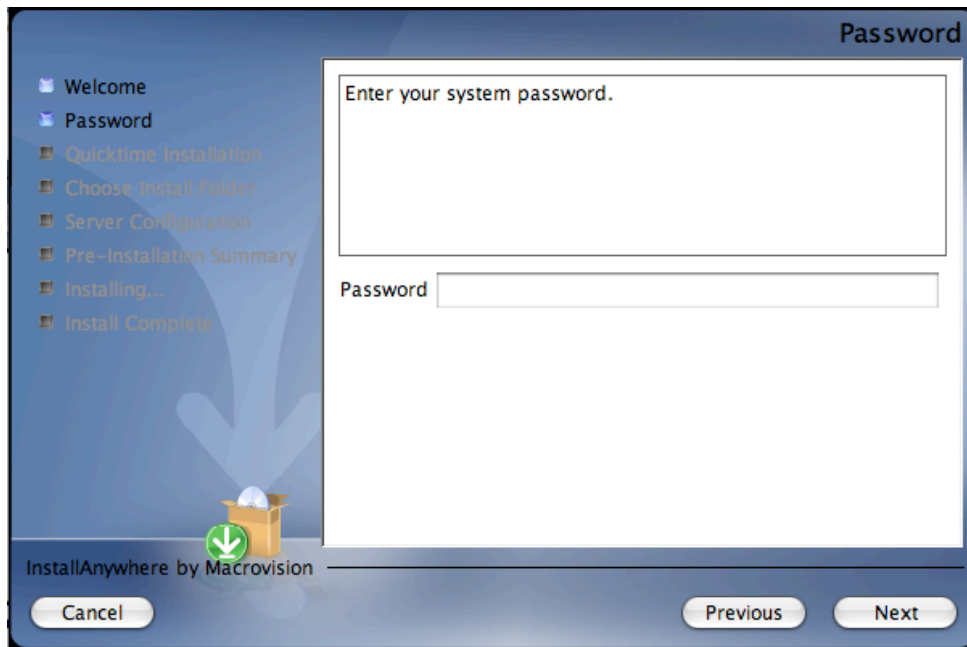 Password
Welcome
Password
Quicktime Installation
Choose Install Folder
Server Configuration
Pre-Installation Summary
Installing...
Install Complete
Enter your system password.
Password
InstallAnywhere by Macrovision
Cancel
Previous
Next